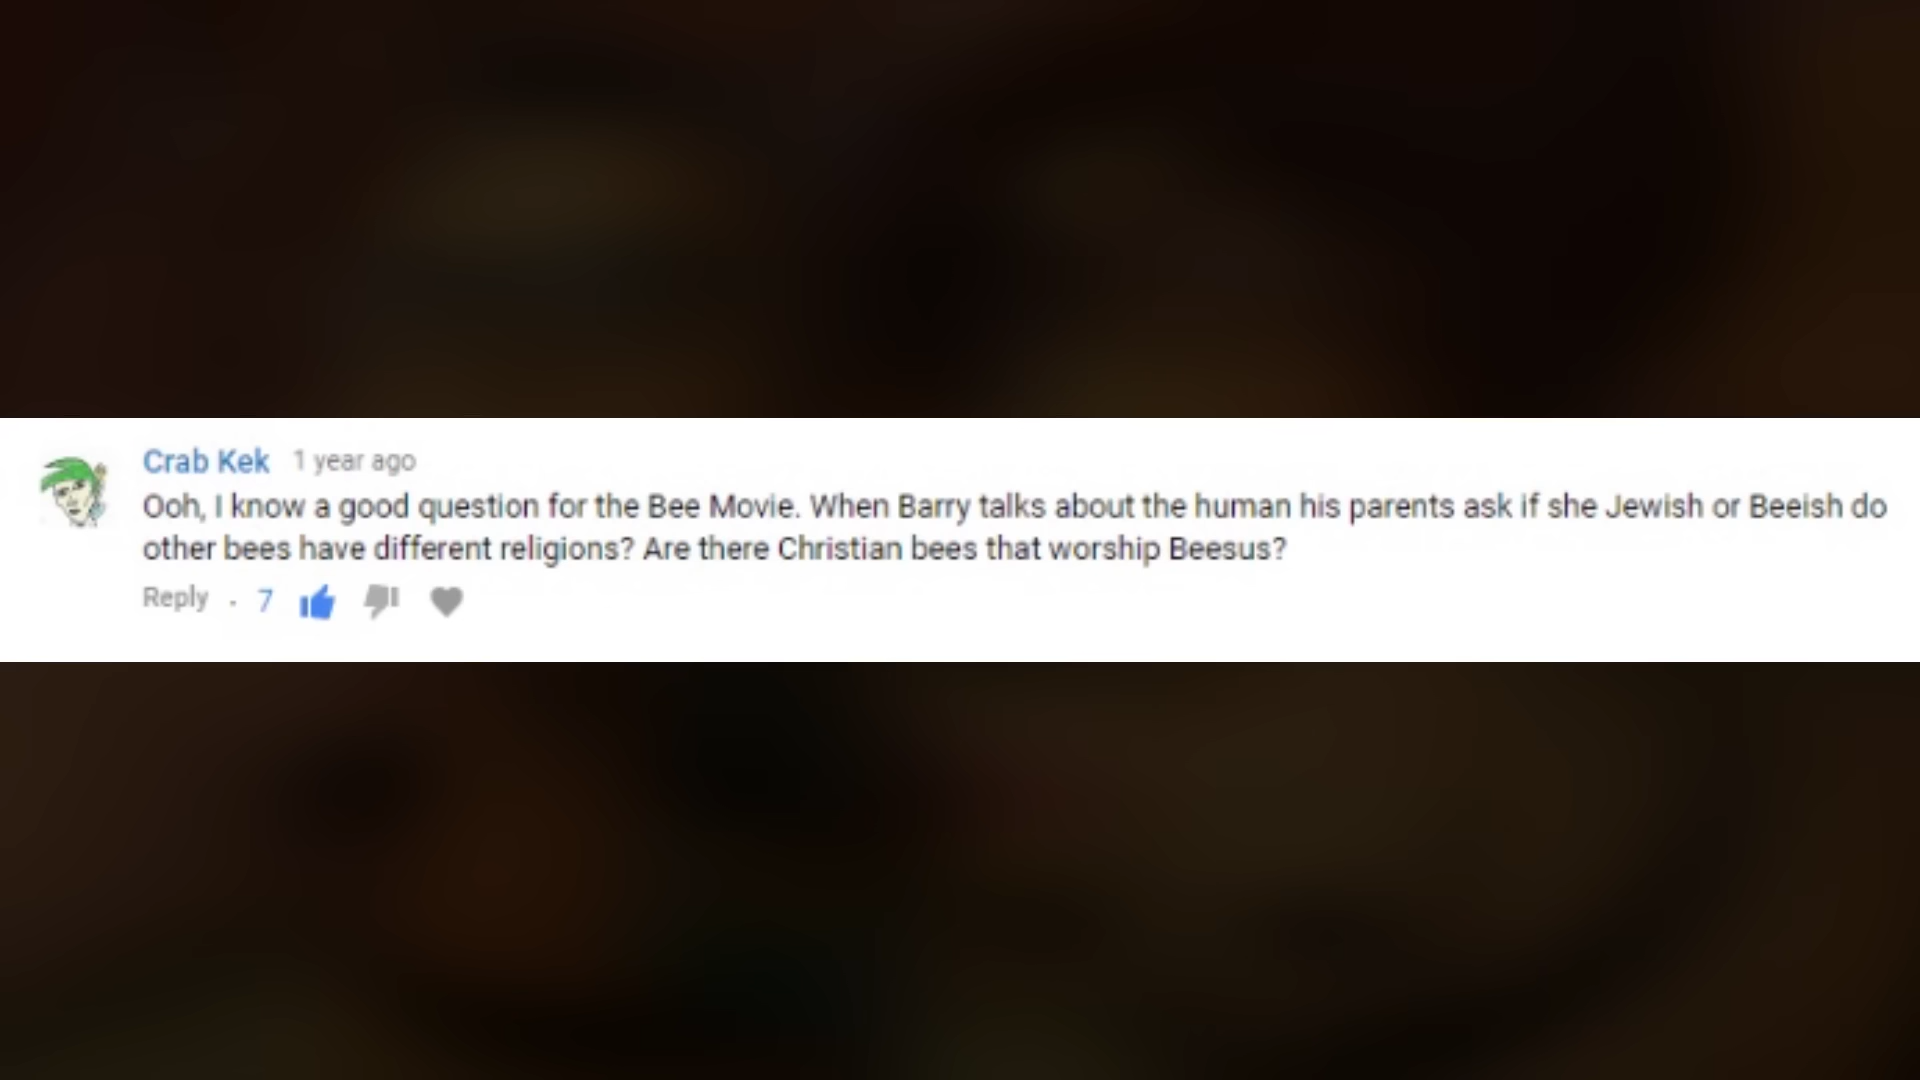 Crab Kek 1 year ago
Ooh, I know a good question for the Bee Movie. When Barry talks about the human his parents ask if she Jewish or Beeish do
other bees have different religions? Are there Christian bees that worship Beesus?
Reply · 7